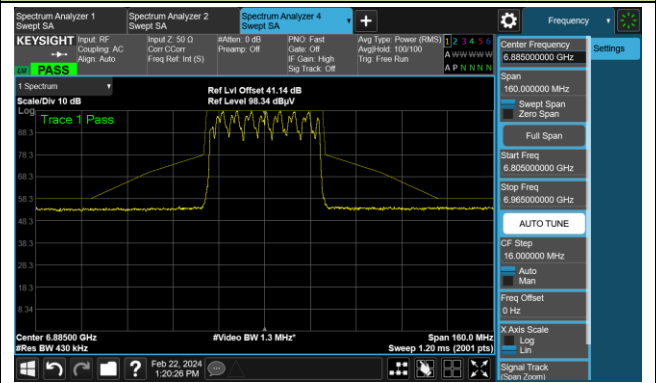 Spectrum Analyzer 1
Swept SA
Spectrum Analyzer 2
Swept SA
Spectrum Analyzer 4
Swept SA
Frequency
KEYSIGHT
Input: RF
Coupling: AC
Align: Auto
Input Z: 50 Ω
Corr CCorr
Freq Ref: Int (S)
#Atten: 0 dB
Preamp: Off
PNO: Fast
Gate: Off
IF Gain: High
Sig Track: Off
Avg Type: Power (RMS)
Avg|Hold: 100/100
Trig: Free Run
1 2 3 4 5 6
A W W W W W
A P N N N N
PASS
1 Spectrum
Scale/Div 10 dB
Ref Lvl Offset 41.14 dB
Ref Level 98.34 dBµV
Log
Trace 1 Pass
88.3
78.3
68.3
58.3
48.3
38.3
28.3
18.3
8.34
Center 6.88500 GHz
#Res BW 430 kHz
#Video BW 1.3 MHz*
Span 160.0 MHz
Sweep 1.20 ms (2001 pts)
Feb 22, 2024
1:20:26 PM
Center Frequency
6.885000000 GHz
Settings
Span
160.000000 MHz
Swept Span
Zero Span
Full Span
Start Freq
6.805000000 GHz
Stop Freq
6.965000000 GHz
AUTO TUNE
CF Step
16.000000 MHz
Auto
Man
Freq Offset
0 Hz
X Axis Scale
Log
Lin
Signal Track
(Span Zoom)